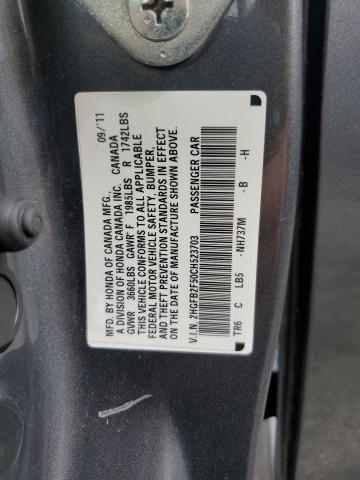 MFD. BY HONDA OF CANADA MFG., 09/'11
A DIVISION OF HONDA CANADA INC. CANADA
GVWR 3660LBS GAWR F 1985LBS R 1742LBS
THIS VEHICLE CONFORMS TO ALL APPLICABLE
FEDERAL MOTOR VEHICLE SAFETY, BUMPER,
AND THEFT PREVENTION STANDARDS IN EFFECT
ON THE DATE OF MANUFACTURE SHOWN ABOVE.
V.I.N. 2HGFB2F50CH523703 PASSENGER CAR
TR6 C LB5 -NH737M -B -H